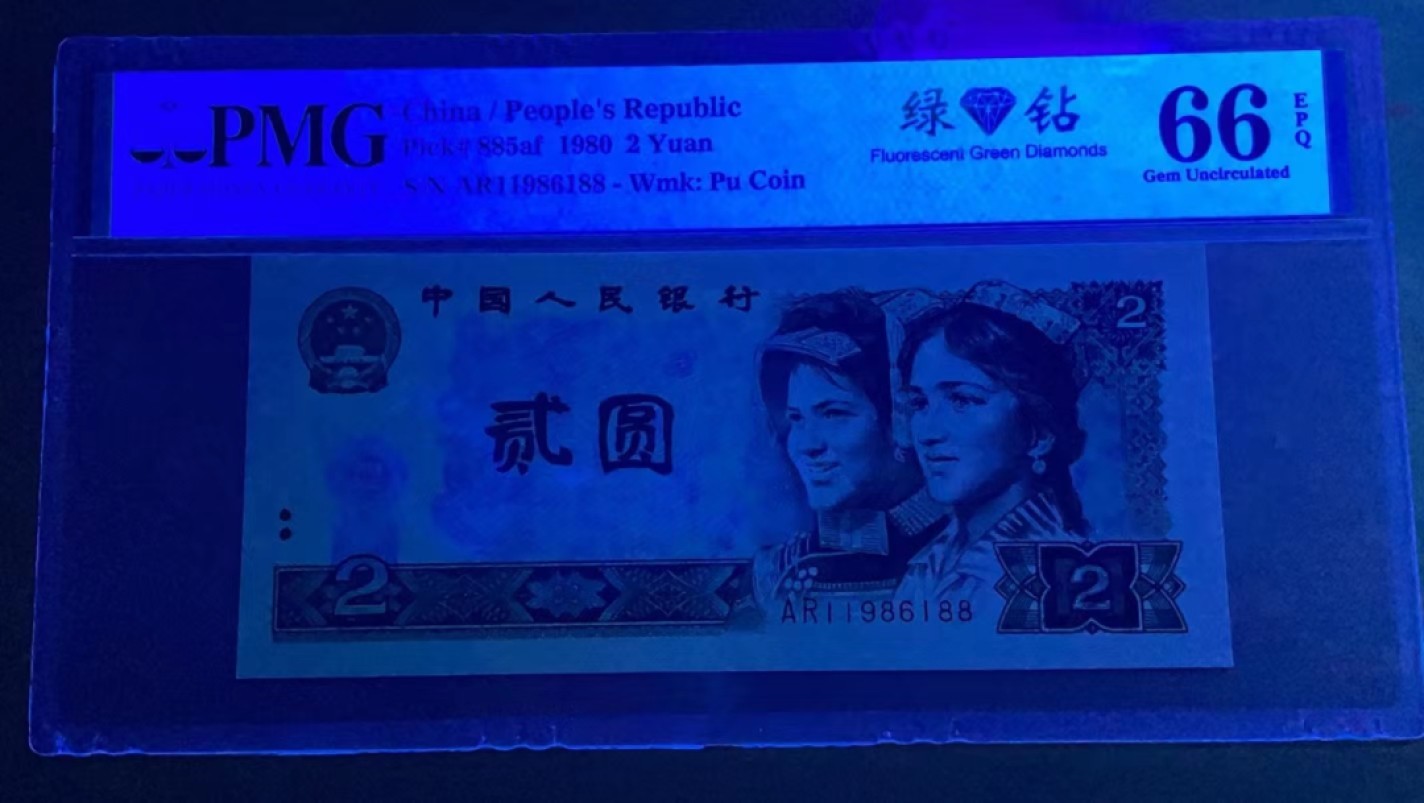 PMG
China / People's Republic
Pick# 885af 1980 2 Yuan
S/N AR11986188 - Wmk: Pu Coin
绿 钻
Fluorescent Green Diamonds
66
EPQ
Gem Uncirculated
中国人民银行
2
贰圆
2
AR11986188
2